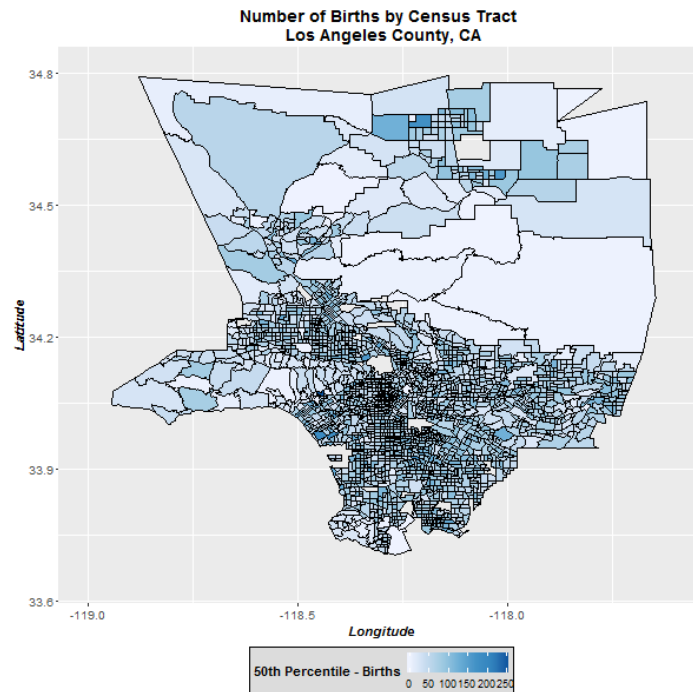 Number of Births by Census Tract
Los Angeles County, CA
34.8
34.5
34.2
33.9
33.6
Latitude
-119.0 -118.5 -118.0
Longitude
50th Percentile - Births
0 50 100 150 200 250